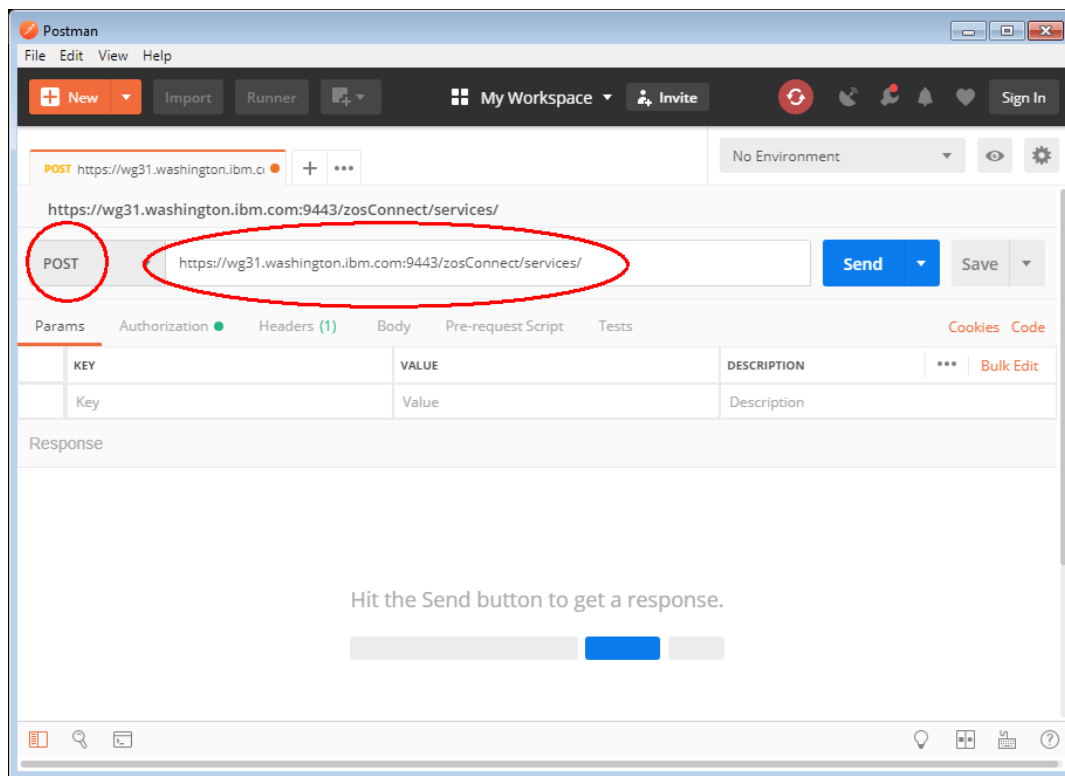 Postman
File Edit View Help
New Import Runner My Workspace Invite Sign In
POST https://wg31.washington.ibm.c No Environment
https://wg31.washington.ibm.com:9443/zosConnect/services/
POST https://wg31.washington.ibm.com:9443/zosConnect/services/ Send Save
Params Authorization Headers (1) Body Pre-request Script Tests Cookies Code
KEY VALUE DESCRIPTION Bulk Edit
Key Value Description
Response
Hit the Send button to get a response.